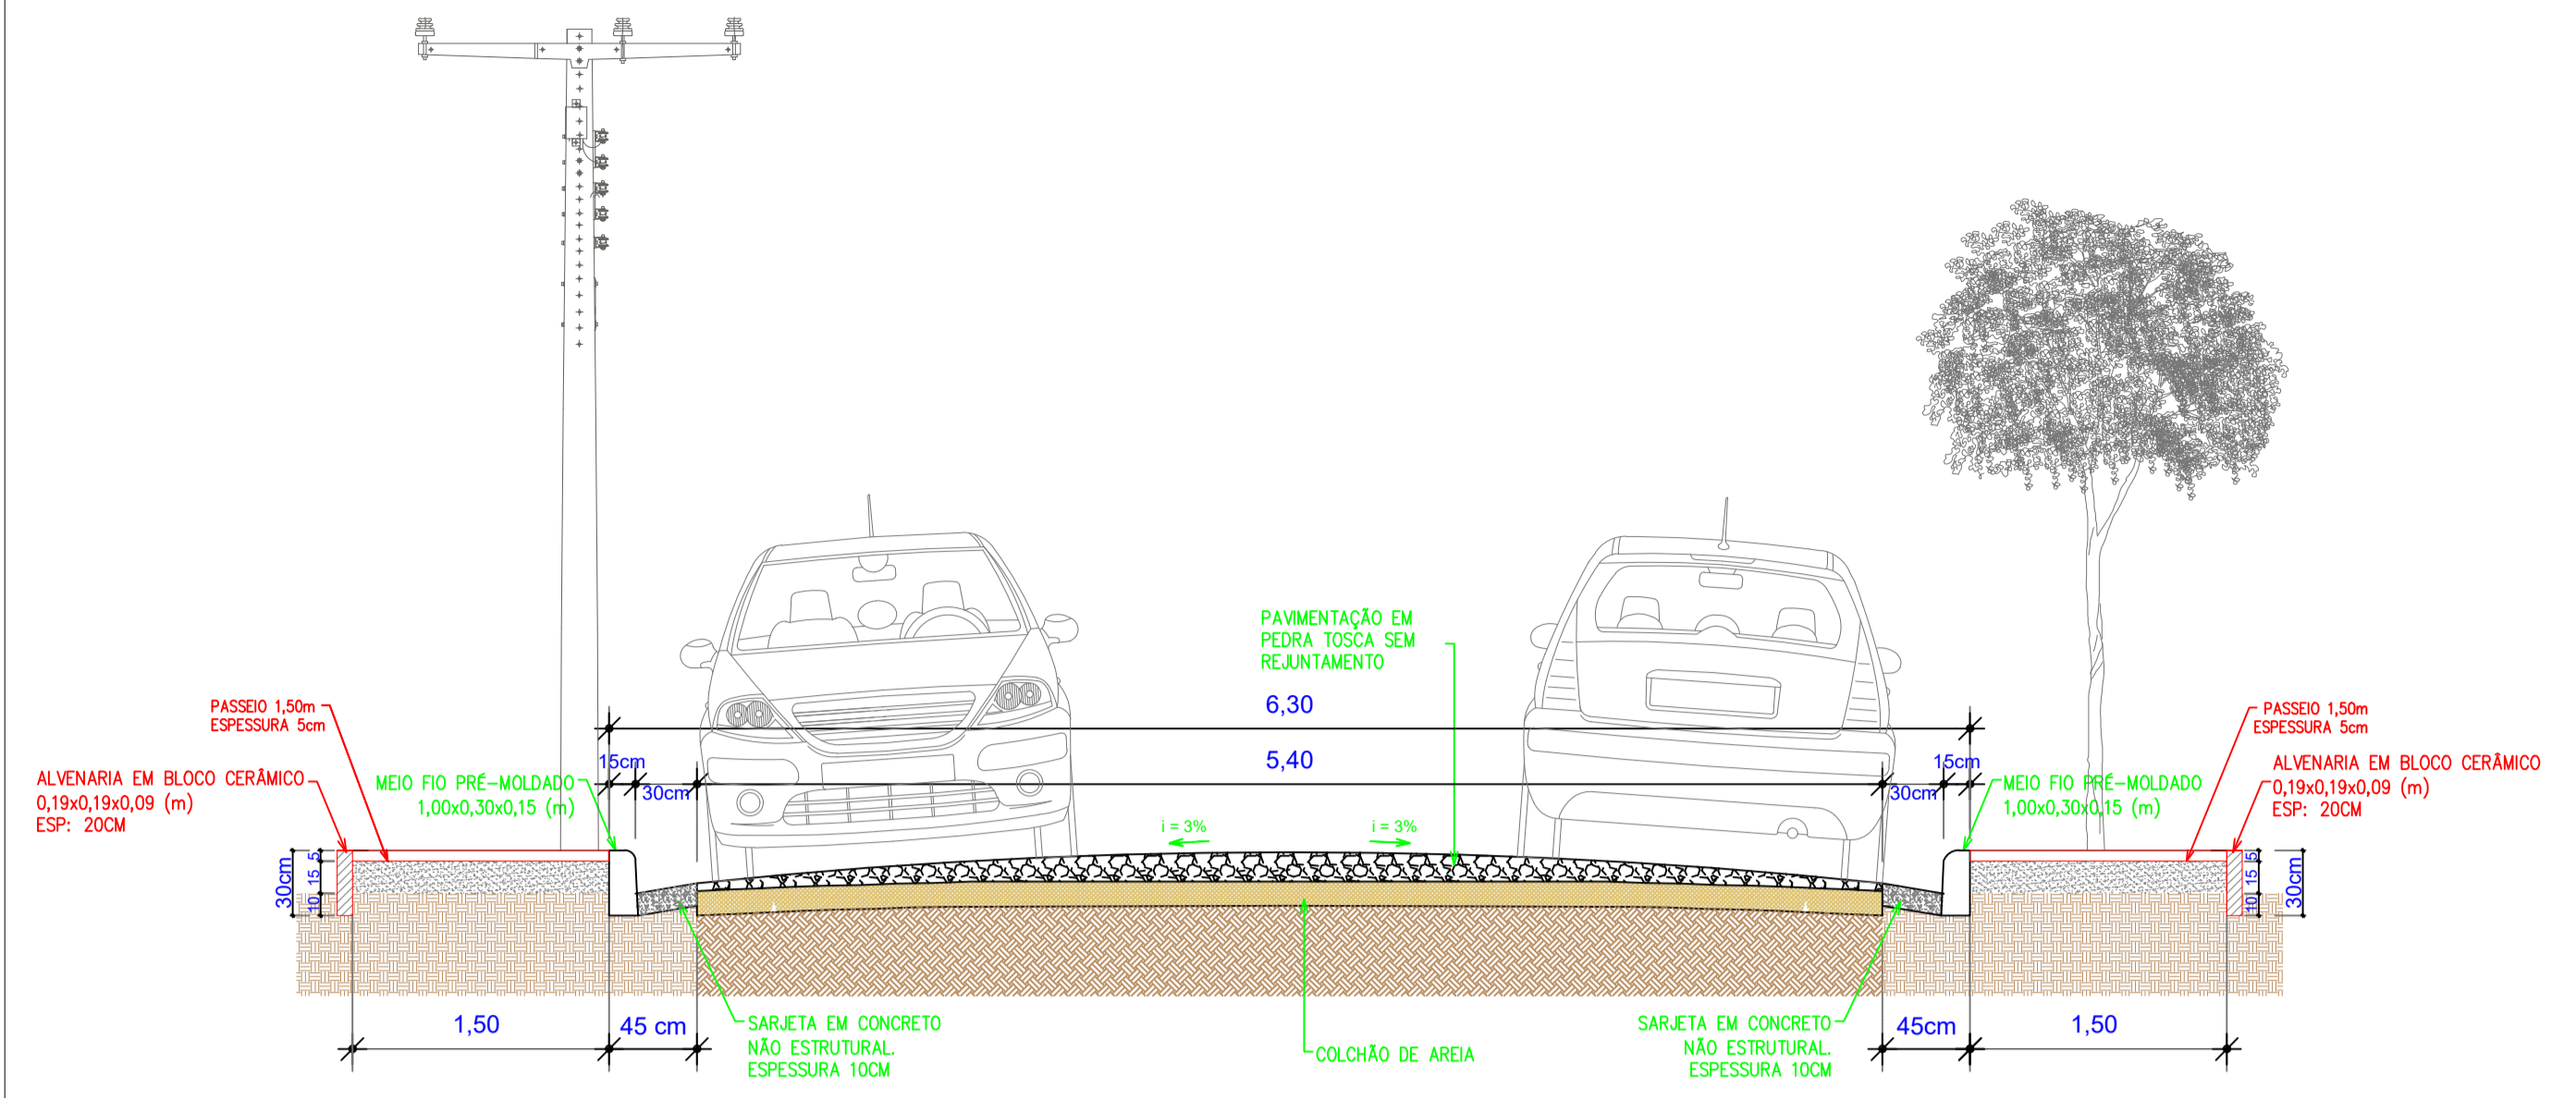 PAVIMENTAÇÃO EM
PEDRA TOSCA SEM
REJUNTAMENTO
6,30
5,40
PASSEIO 1,50m
ESPESSURA 5cm
ALVENARIA EM BLOCO CERÂMICO
0,19x0,19x0,09 (m)
ESP: 20CM
MEIO FIO PRÉ-MOLDADO
1,00x0,30x0,15 (m)
15cm
30cm
i = 3%
i = 3%
15cm
30cm
MEIO FIO PRÉ-MOLDADO
1,00x0,30x0,15 (m)
PASSEIO 1,50m
ESPESSURA 5cm
ALVENARIA EM BLOCO CERÂMICO
0,19x0,19x0,09 (m)
ESP: 20CM
30cm
5
15
10
5
15
10
30cm
1,50
45 cm
SARJETA EM CONCRETO
NÃO ESTRUTURAL.
ESPESSURA 10CM
COLCHÃO DE AREIA
SARJETA EM CONCRETO
NÃO ESTRUTURAL.
ESPESSURA 10CM
45cm
1,50